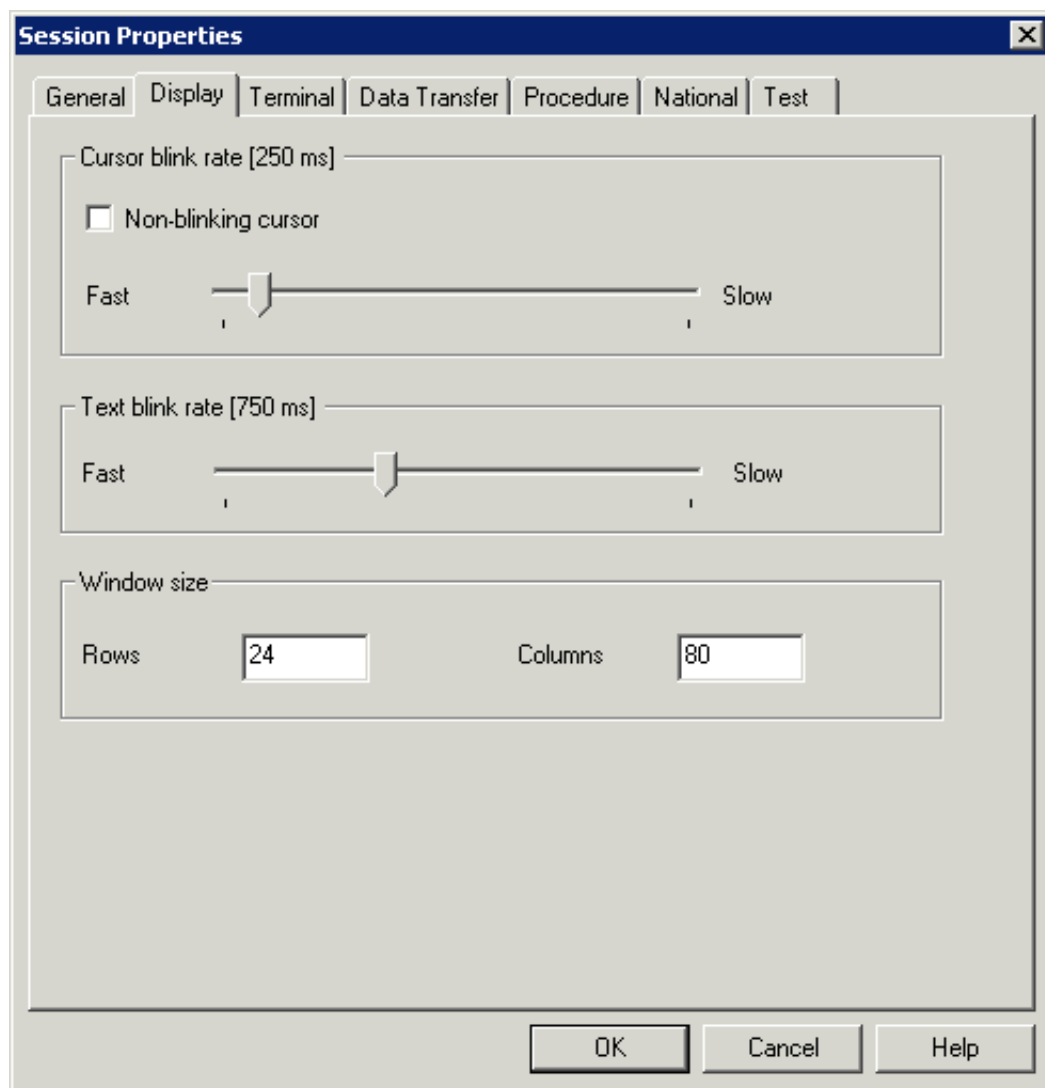 Session Properties
General Display Terminal Data Transfer Procedure National Test
Cursor blink rate [250 ms]
Non-blinking cursor
Fast Slow
Text blink rate [750 ms]
Fast Slow
Window size
Rows 24 Columns 80
OK Cancel Help